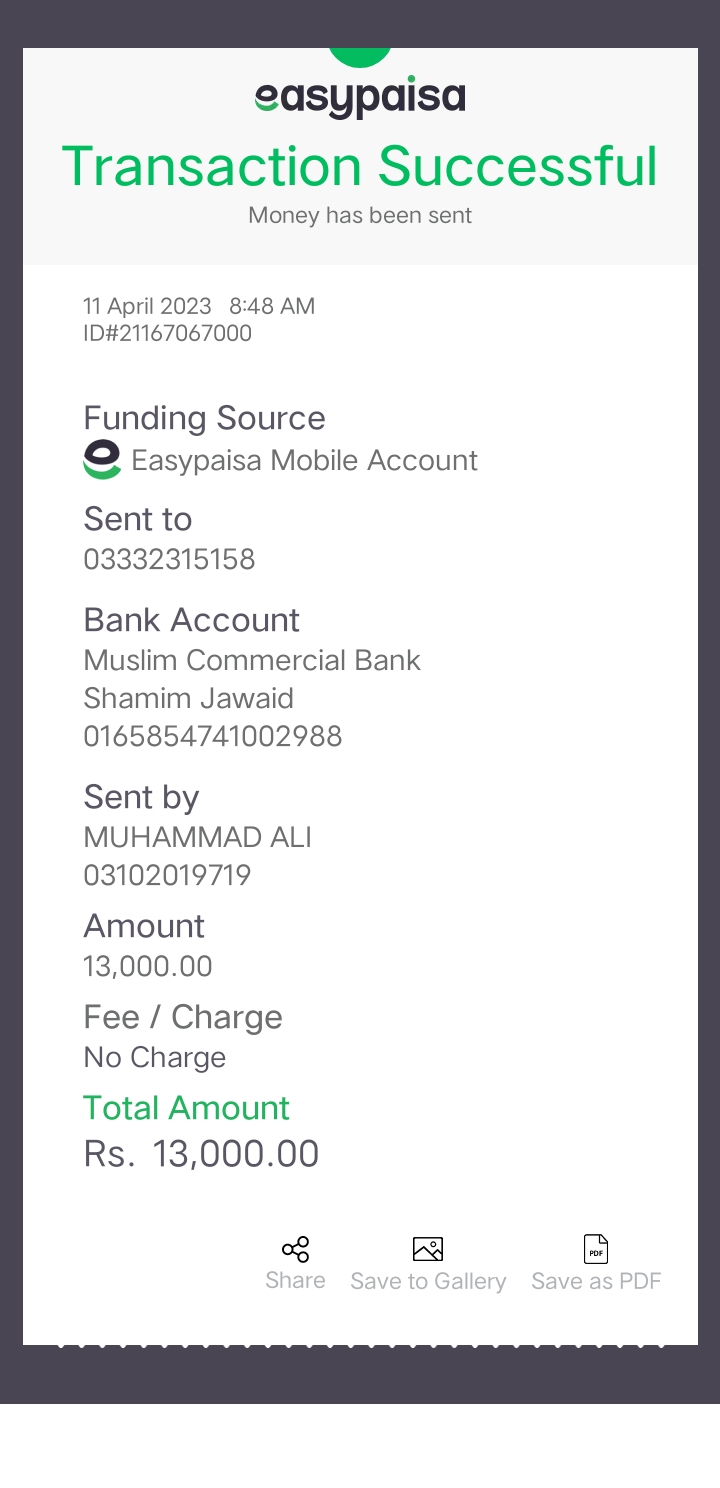 easypaisa
Transaction Successful
Money has been sent
11 April 2023 8:48 AM
ID#21167067000
Funding Source
Easypaisa Mobile Account
Sent to
03332315158
Bank Account
Muslim Commercial Bank
Shamim Jawaid
0165854741002988
Sent by
MUHAMMAD ALI
03102019719
Amount
13,000.00
Fee / Charge
No Charge
Total Amount
Rs. 13,000.00
PDF
Share Save to Gallery Save as PDF